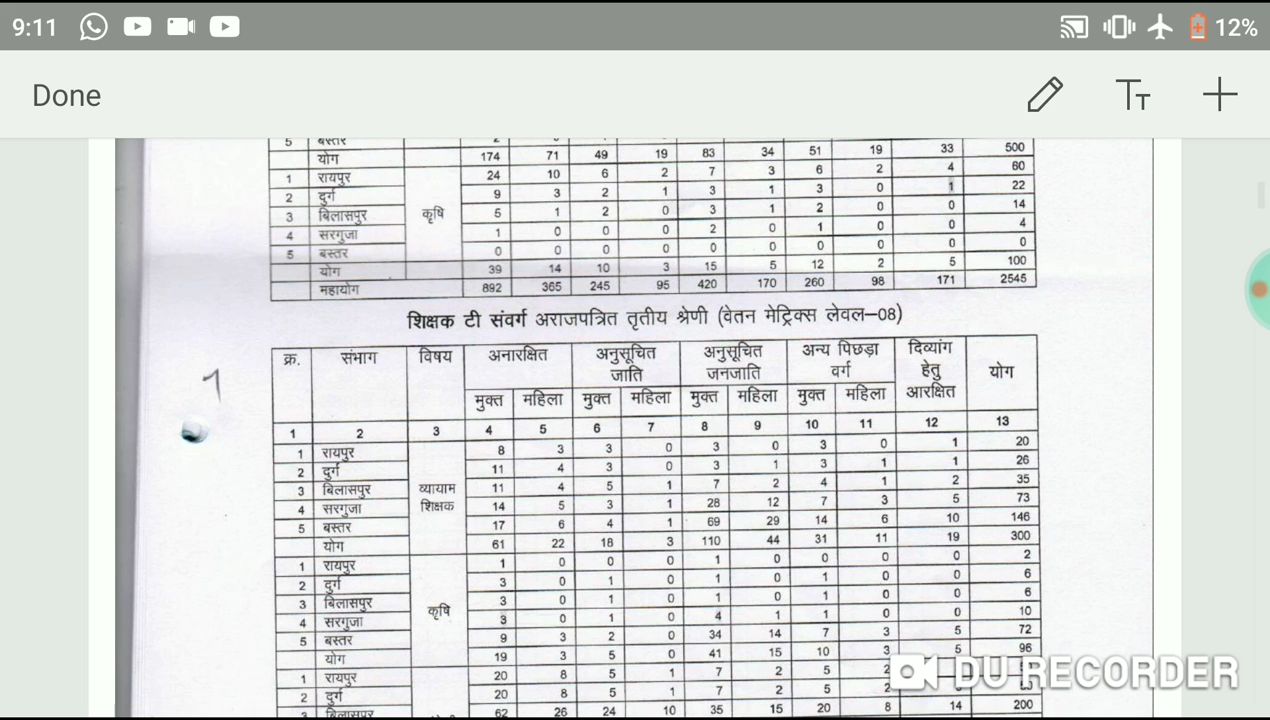 9:11 12%
Done
5 बस्तर
योग 174 71 49 19 83 34 51 19 33 500
1 रायपुर 24 10 6 2 7 3 6 2 4 60
2 दुर्ग 9 3 2 1 3 1 3 0 1 22
3 बिलासपुर कृषि 5 1 2 0 3 1 2 0 0 14
4 सरगुजा 1 0 0 0 2 0 1 0 0 4
5 बस्तर 0 0 0 0 0 0 0 0 0 0
योग 39 14 10 3 15 5 12 2 5 100
महायोग 892 365 245 95 420 170 260 98 171 2545
शिक्षक टी संवर्ग अराजपत्रित तृतीय श्रेणी (वेतन मेट्रिक्स लेवल–08)
क्र. संभाग विषय अनारक्षित अनुसूचित जाति अनुसूचित जनजाति अन्य पिछड़ा वर्ग दिव्यांग हेतु आरक्षित योग
मुक्त महिला मुक्त महिला मुक्त महिला मुक्त महिला
1 2 3 4 5 6 7 8 9 10 11 12 13
1 रायपुर 8 3 3 0 3 0 3 0 1 20
2 दुर्ग 11 4 3 0 3 1 3 1 1 26
3 बिलासपुर व्यायाम शिक्षक 11 4 5 1 7 2 4 1 2 35
4 सरगुजा 14 5 3 1 28 12 7 3 5 73
5 बस्तर 17 6 4 1 69 29 14 6 10 146
योग 61 22 18 3 110 44 31 11 19 300
1 रायपुर 1 0 0 0 1 0 0 0 0 2
2 दुर्ग 3 0 1 0 1 0 1 0 0 6
3 बिलासपुर कृषि 3 0 1 0 1 0 1 0 0 6
4 सरगुजा 3 0 1 0 4 1 1 0 0 10
5 बस्तर 9 3 2 0 34 14 7 3 5 72
योग 19 3 5 0 41 15 10 3 5 96
1 रायपुर 20 8 5 1 7 2 5 2
2 दुर्ग 20 8 5 1 7 2 5 2
3 बिलासपुर 62 26 24 10 35 15 20 8 14 200
DU RECORDER